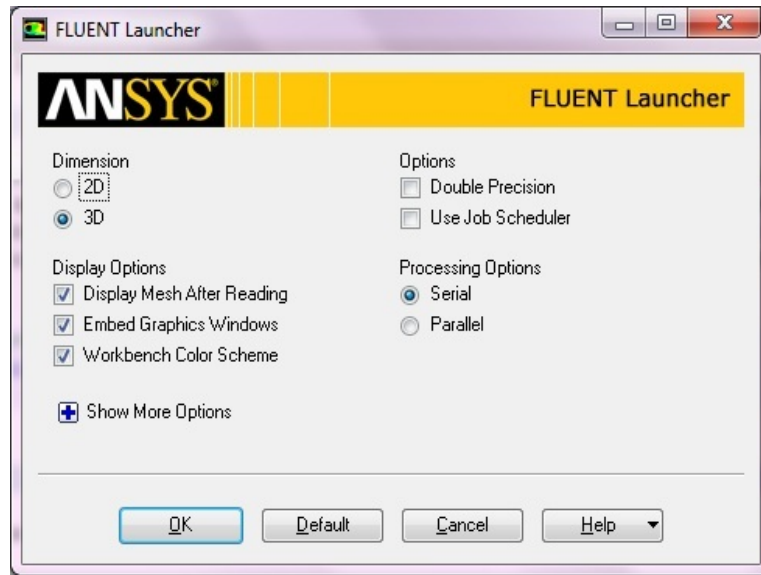 FLUENT Launcher
ANSYS FLUENT Launcher
Dimension
2D
3D
Options
Double Precision
Use Job Scheduler
Display Options
Display Mesh After Reading
Embed Graphics Windows
Workbench Color Scheme
Processing Options
Serial
Parallel
Show More Options
OK Default Cancel Help